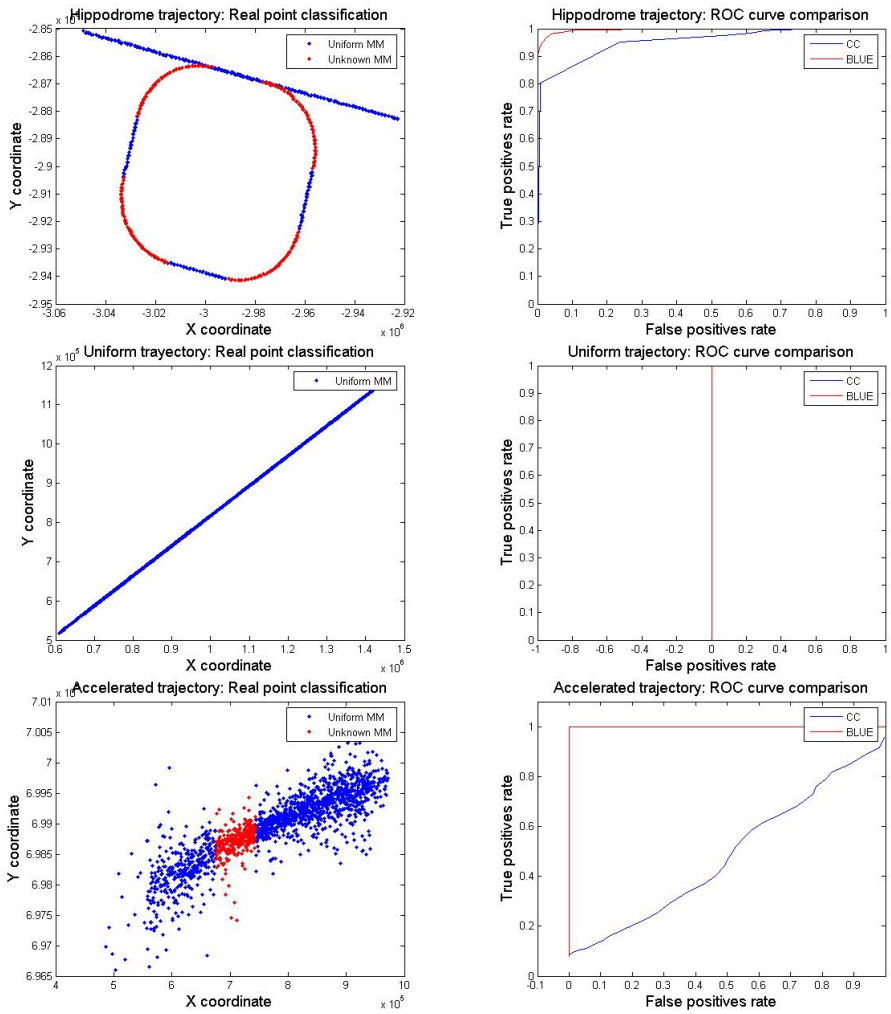 Hippodrome trajectory: Real point classification
x 10
Uniform MM
Unknown MM
-2.85
-2.86
-2.87
-2.88
-2.89
-2.9
-2.91
-2.92
-2.93
-2.94
-2.95
Y coordinate
-3.06 -3.04 -3.02 -3 -2.98 -2.96 -2.94 -2.92
X coordinate
x 10^6
Hippodrome trajectory: ROC curve comparison
CC
BLUE
1
0.9
0.8
0.7
0.6
0.5
0.4
0.3
0.2
0.1
0
True positives rate
0 0.1 0.2 0.3 0.4 0.5 0.6 0.7 0.8 0.9 1
False positives rate
Uniform trayectory: Real point classification
x 10^5
Uniform MM
12
11
10
9
8
7
6
5
Y coordinate
0.6 0.7 0.8 0.9 1 1.1 1.2 1.3 1.4 1.5
X coordinate
x 10^6
Uniform trajectory: ROC curve comparison
CC
BLUE
1
0.9
0.8
0.7
0.6
0.5
0.4
0.3
0.2
0.1
0
True positives rate
-1 -0.8 -0.6 -0.4 -0.2 0 0.2 0.4 0.6 0.8 1
False positives rate
Accelerated trajectory: Real point classification
x 10
Uniform MM
Unknown MM
7.01
7.005
7
6.995
6.99
6.985
6.98
6.975
6.97
6.965
Y coordinate
4 5 6 7 8 9 10
X coordinate
x 10^5
Accelerated trajectory: ROC curve comparison
CC
BLUE
1
0.8
0.6
0.4
0.2
0
True positives rate
-0.1 0 0.1 0.2 0.3 0.4 0.5 0.6 0.7 0.8 0.9
False positives rate